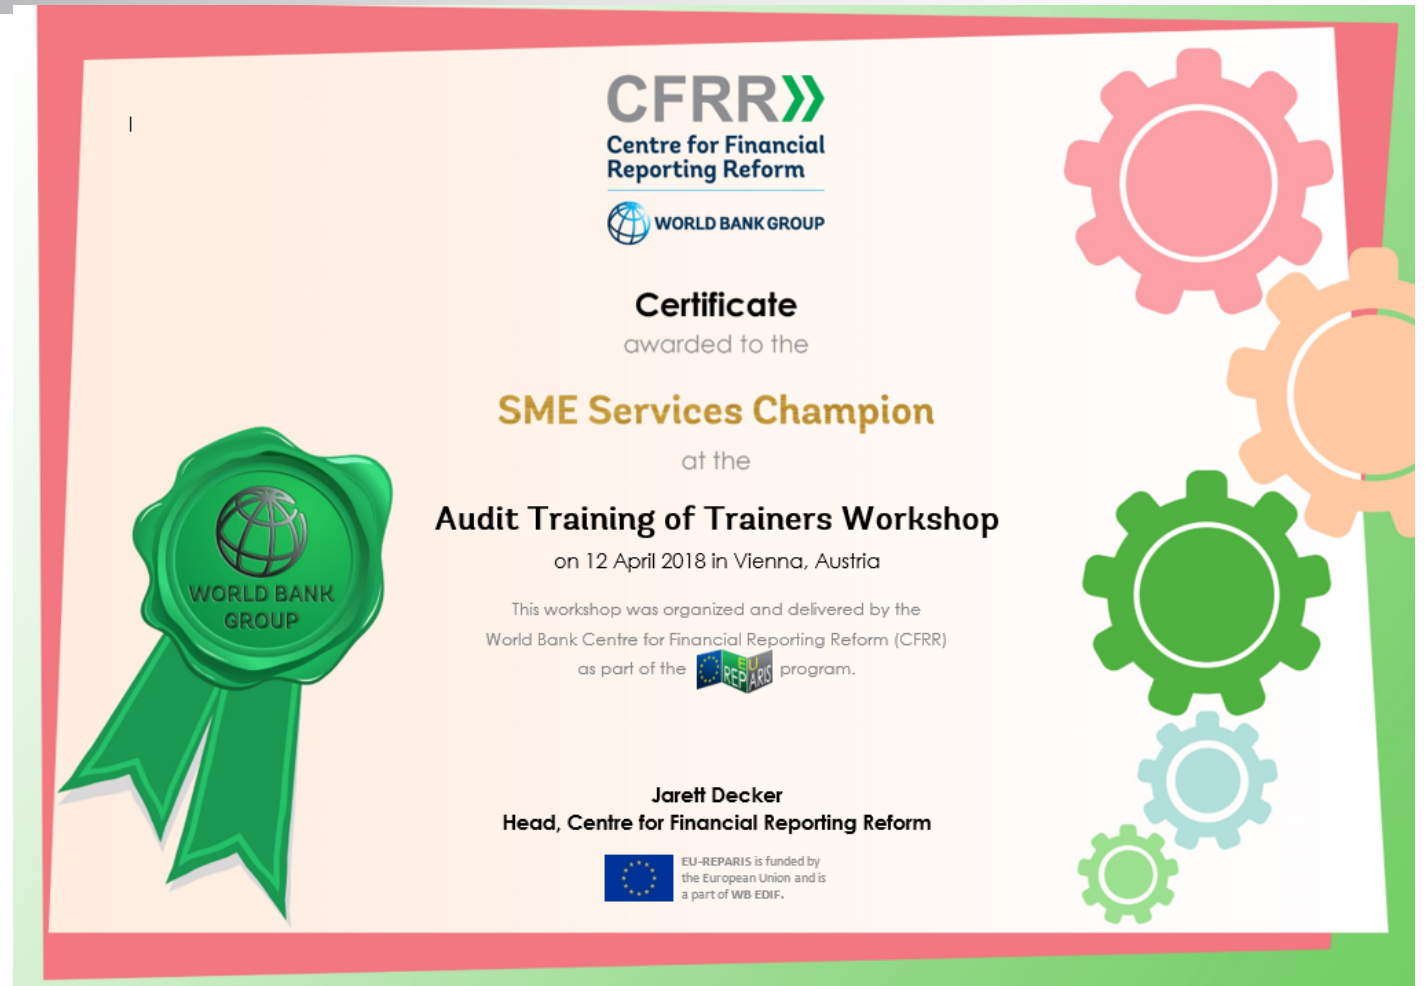 CFRR
Centre for Financial
Reporting Reform
WORLD BANK GROUP
Certificate
awarded to the
SME Services Champion
at the
Audit Training of Trainers Workshop
on 12 April 2018 in Vienna, Austria
This workshop was organized and delivered by the
World Bank Centre for Financial Reporting Reform (CFRR)
as part of the EU REPARIS program.
WORLD BANK
GROUP
Jarett Decker
Head, Centre for Financial Reporting Reform
EU-REPARIS is funded by
the European Union and is
a part of WB EDIF.